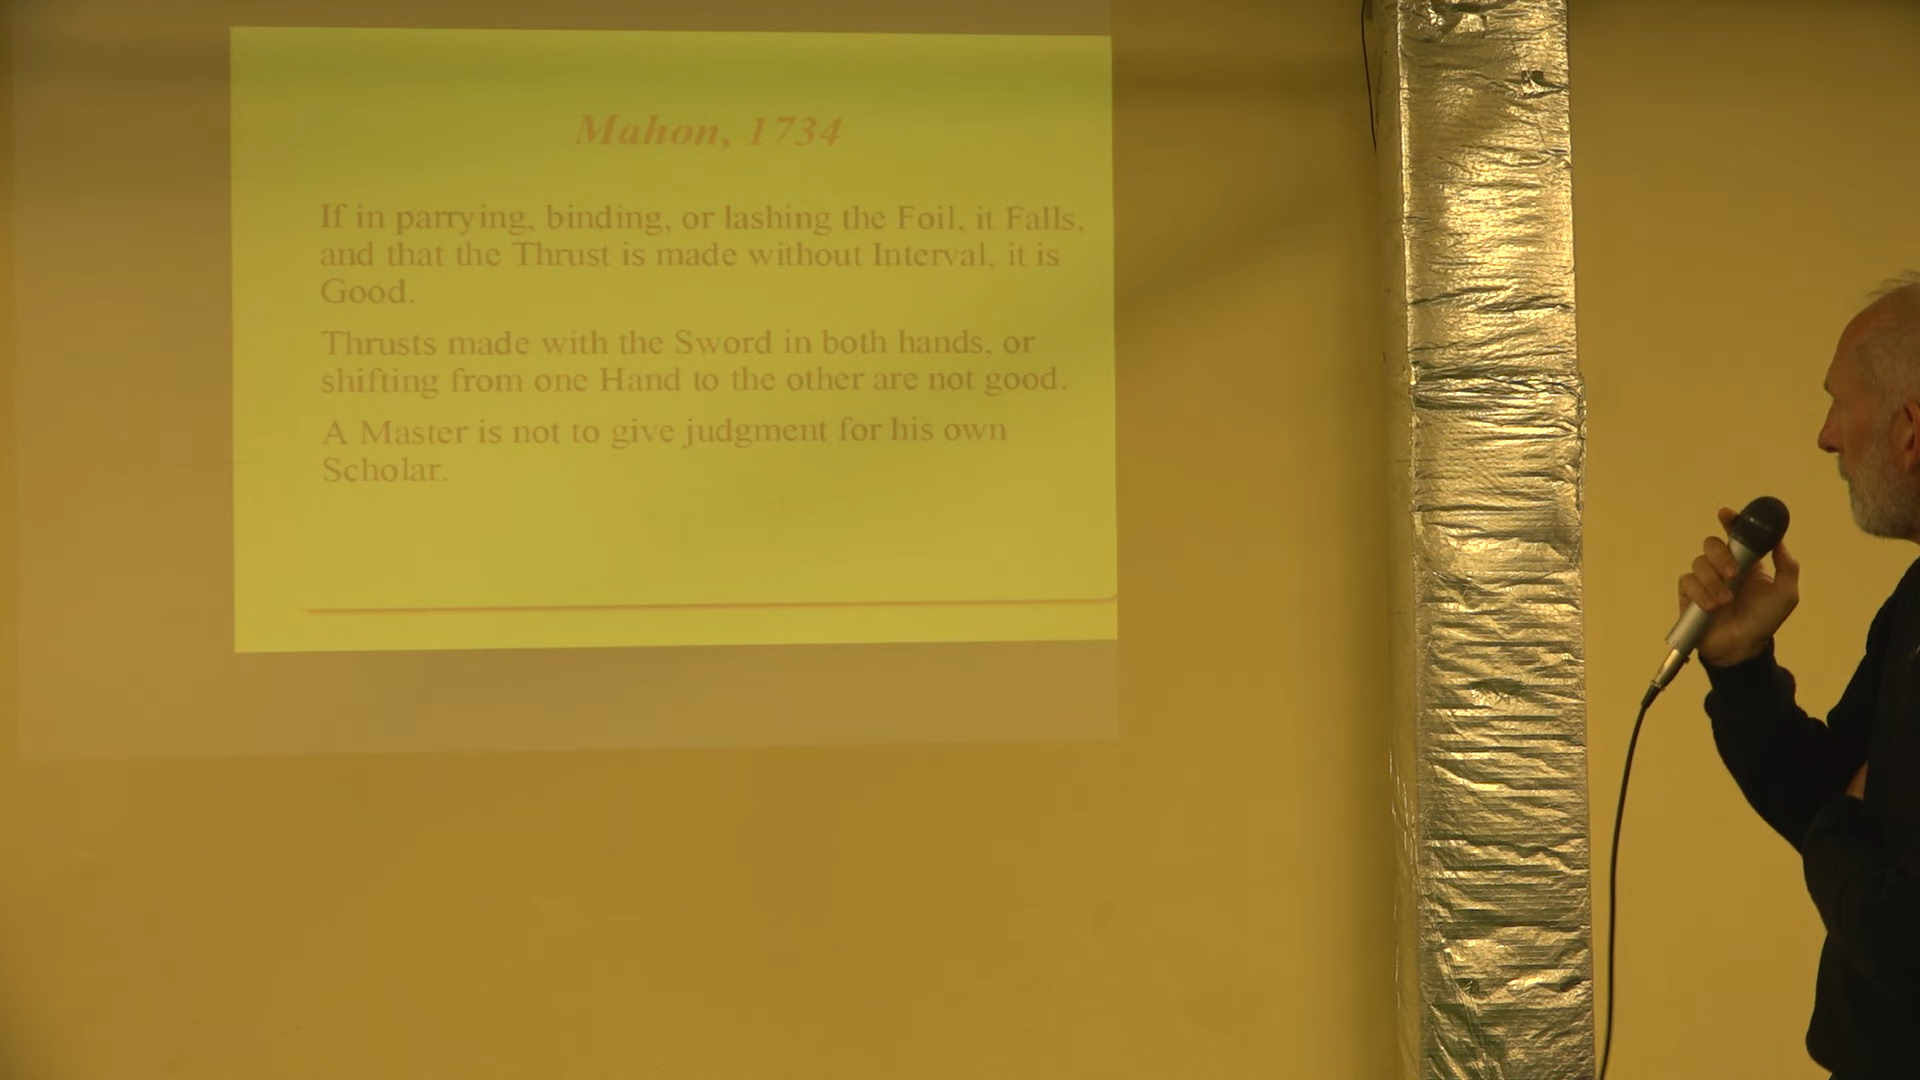 Mahon, 1734
If in parrying, binding, or lashing the Foil, it Falls,
and that the Thrust is made without Interval, it is
Good.
Thrusts made with the Sword in both hands, or
shifting from one Hand to the other are not good.
A Master is not to give judgment for his own
Scholar.